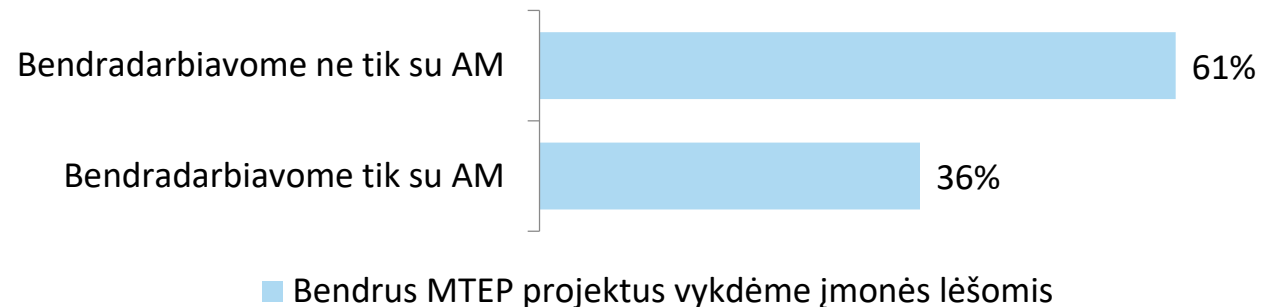 Bendradarbiavome ne tik su AM
61%
Bendradarbiavome tik su AM
36%
Bendrus MTEP projektus vykdėme įmonės lėšomis